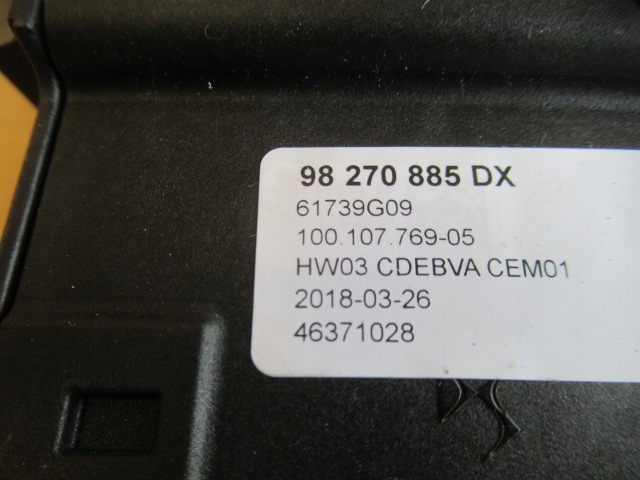 98 270 885 DX
61739G09
100.107.769-05
HW03 CDEBVA CEM01
2018-03-26
46371028